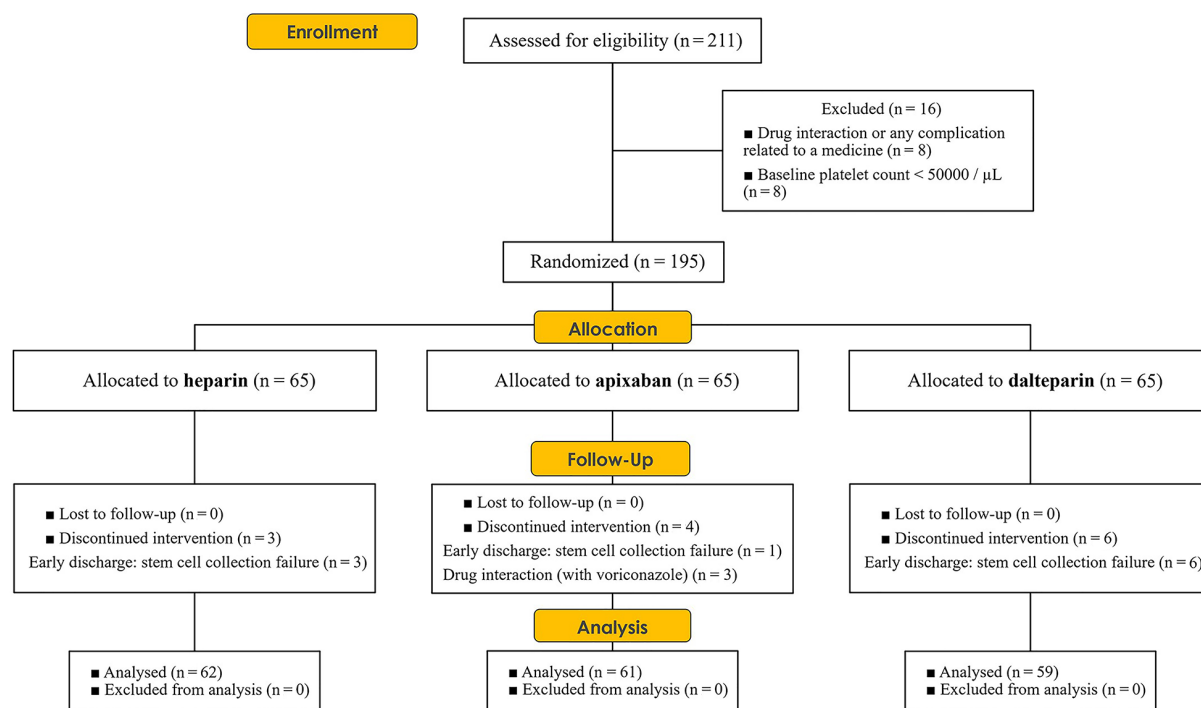 Enrollment
Assessed for eligibility (n = 211)
Excluded (n = 16)
■ Drug interaction or any complication
related to a medicine (n = 8)
■ Baseline platelet count < 50000 / µL
(n = 8)
Randomized (n = 195)
Allocation
Allocated to heparin (n = 65)
Allocated to apixaban (n = 65)
Allocated to dalteparin (n = 65)
Follow-Up
■ Lost to follow-up (n = 0)
■ Discontinued intervention (n = 3)
Early discharge: stem cell collection failure (n = 3)
■ Lost to follow-up (n = 0)
■ Discontinued intervention (n = 4)
Early discharge: stem cell collection failure (n = 1)
Drug interaction (with voriconazole) (n = 3)
■ Lost to follow-up (n = 0)
■ Discontinued intervention (n = 6)
Early discharge: stem cell collection failure (n = 6)
Analysis
■ Analysed (n = 62)
■ Excluded from analysis (n = 0)
■ Analysed (n = 61)
■ Excluded from analysis (n = 0)
■ Analysed (n = 59)
■ Excluded from analysis (n = 0)